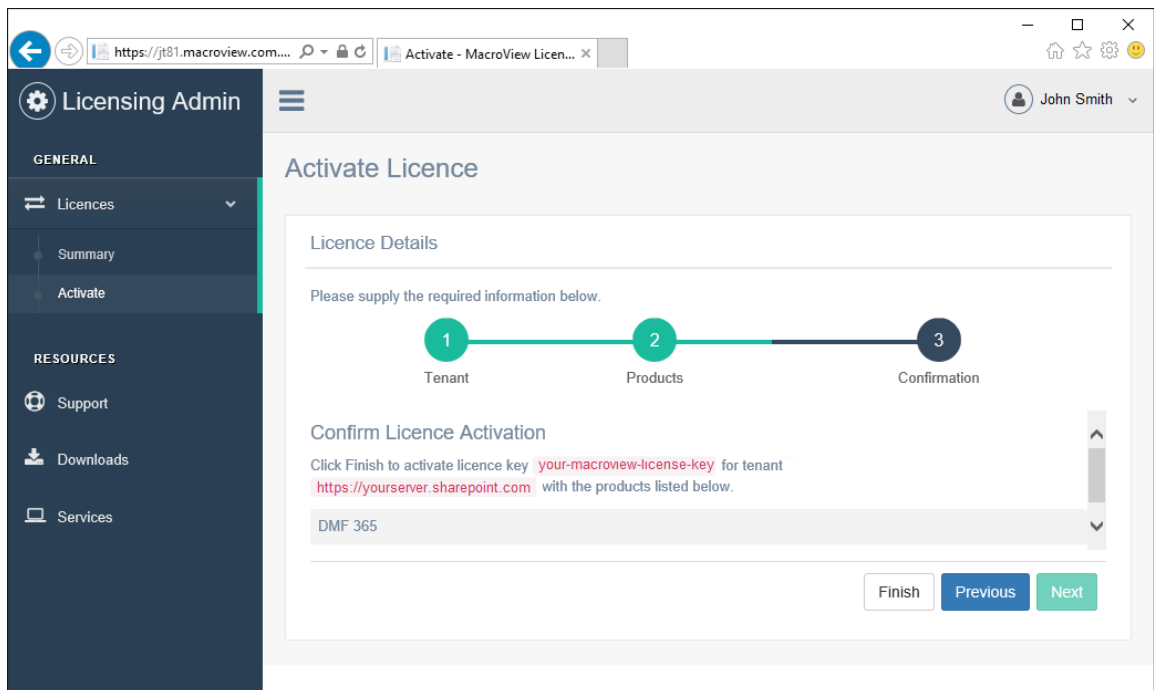 https://jt81.macroview.com....
Activate - MacroView Licen...
Licensing Admin
John Smith
GENERAL
Licences
Summary
Activate
RESOURCES
Support
Downloads
Services
Activate Licence
Licence Details
Please supply the required information below.
1 2 3
Tenant Products Confirmation
Confirm Licence Activation
Click Finish to activate licence key your-macroview-license-key for tenant
https://yourserver.sharepoint.com with the products listed below.
DMF 365
Finish Previous Next